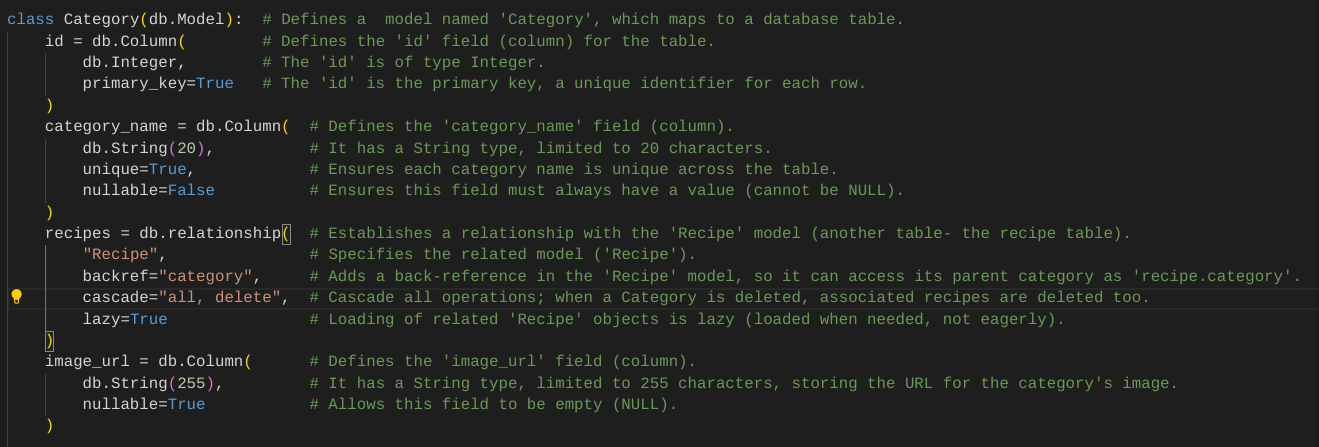 class Category(db.Model):  # Defines a  model named 'Category', which maps to a database table.
    id = db.Column(        # Defines the 'id' field (column) for the table.
        db.Integer,        # The 'id' is of type Integer.
        primary_key=True   # The 'id' is the primary key, a unique identifier for each row.
    )
    category_name = db.Column(  # Defines the 'category_name' field (column).
        db.String(20),          # It has a String type, limited to 20 characters.
        unique=True,            # Ensures each category name is unique across the table.
        nullable=False          # Ensures this field must always have a value (cannot be NULL).
    )
    recipes = db.relationship(  # Establishes a relationship with the 'Recipe' model (another table- the recipe table).
        "Recipe",               # Specifies the related model ('Recipe').
        backref="category",     # Adds a back-reference in the 'Recipe' model, so it can access its parent category as 'recipe.category'.
        cascade="all, delete",  # Cascade all operations; when a Category is deleted, associated recipes are deleted too.
        lazy=True               # Loading of related 'Recipe' objects is lazy (loaded when needed, not eagerly).
    )
    image_url = db.Column(      # Defines the 'image_url' field (column).
        db.String(255),         # It has a String type, limited to 255 characters, storing the URL for the category's image.
        nullable=True           # Allows this field to be empty (NULL).
    )